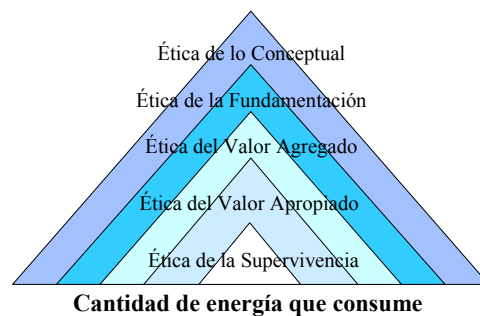 Ética de lo Conceptual
Ética de la Fundamentación
Ética del Valor Agregado
Ética del Valor Apropiado
Ética de la Supervivencia
Cantidad de energía que consume